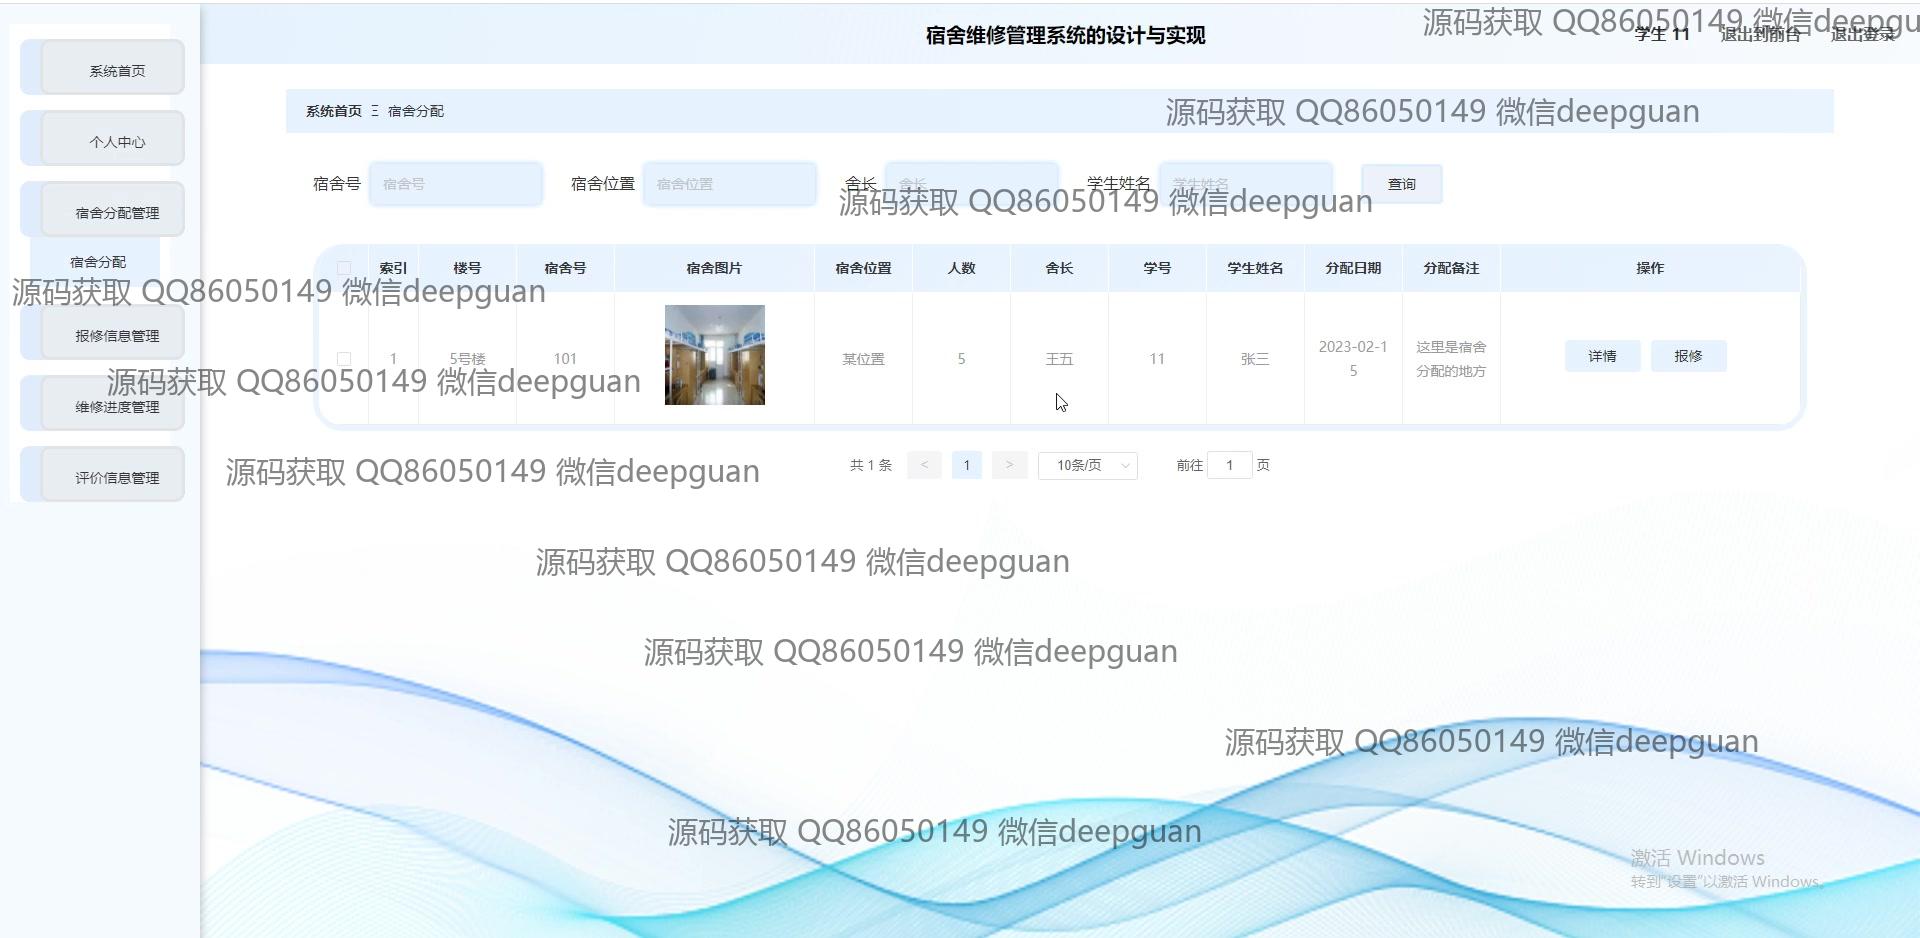 宿舍维修管理系统的设计与实现
源码获取 QQ86050149 微信deepgu
学生 11 退出到前台 退出登录
系统首页
个人中心
宿舍分配管理
宿舍分配
报修信息管理
维修进度管理
评价信息管理
系统首页 Ξ 宿舍分配
源码获取 QQ86050149 微信deepguan
宿舍号 宿舍号 宿舍位置 宿舍位置 舍长 舍长 学生姓名 学生姓名 查询
源码获取 QQ86050149 微信deepguan
索引 楼号 宿舍号 宿舍图片 宿舍位置 人数 舍长 学号 学生姓名 分配日期 分配备注 操作
源码获取 QQ86050149 微信deepguan
1 5号楼 101 某位置 5 王五 11 张三 2023-02-1 这里是宿舍 详情 报修
5 分配的地方
源码获取 QQ86050149 微信deepguan
共 1 条 < 1 > 10条/页 前往 1 页
源码获取 QQ86050149 微信deepguan
源码获取 QQ86050149 微信deepguan
源码获取 QQ86050149 微信deepguan
源码获取 QQ86050149 微信deepguan
源码获取 QQ86050149 微信deepguan
激活 Windows
转到"设置"以激活 Windows。